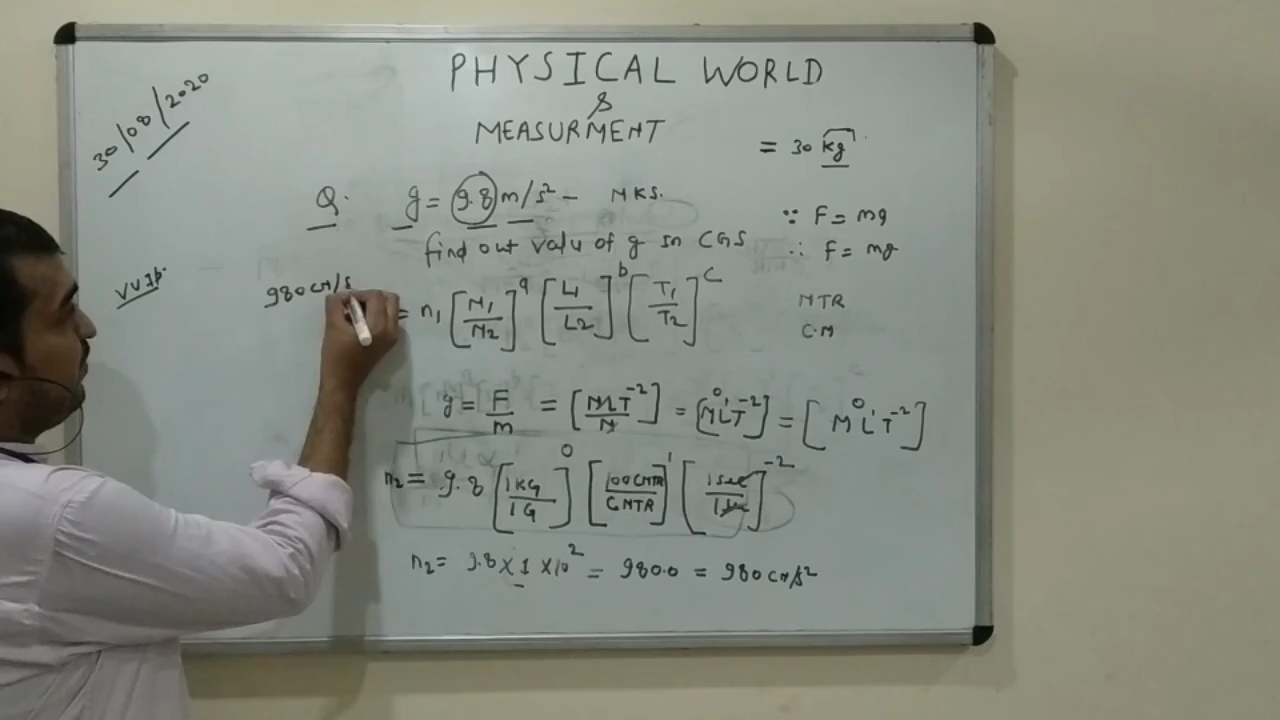 PHYSICAL WORLD
&
MEASURMENT
30/08/2020
= 30 kg
Q. g = 9.8 m/s² - MKS.
find out value of g in CGS
∵ F = mg
∴ F = mg
VVIP.
980 cm/s
= n₁ [M₁/M₂]^a [L₁/L₂]^b [T₁/T₂]^c
MTR
C.M
g = F/m = [MLT⁻²/M] = [M⁰L¹T⁻²] = [M⁰L¹T⁻²]
n₂ = 9.8 [1KG/1G]⁰ [100CMTR/CMTR]¹ [1sec/1sec]⁻²
n₂ = 9.8 × 1 × 10² = 980.0 = 980 cm/s²